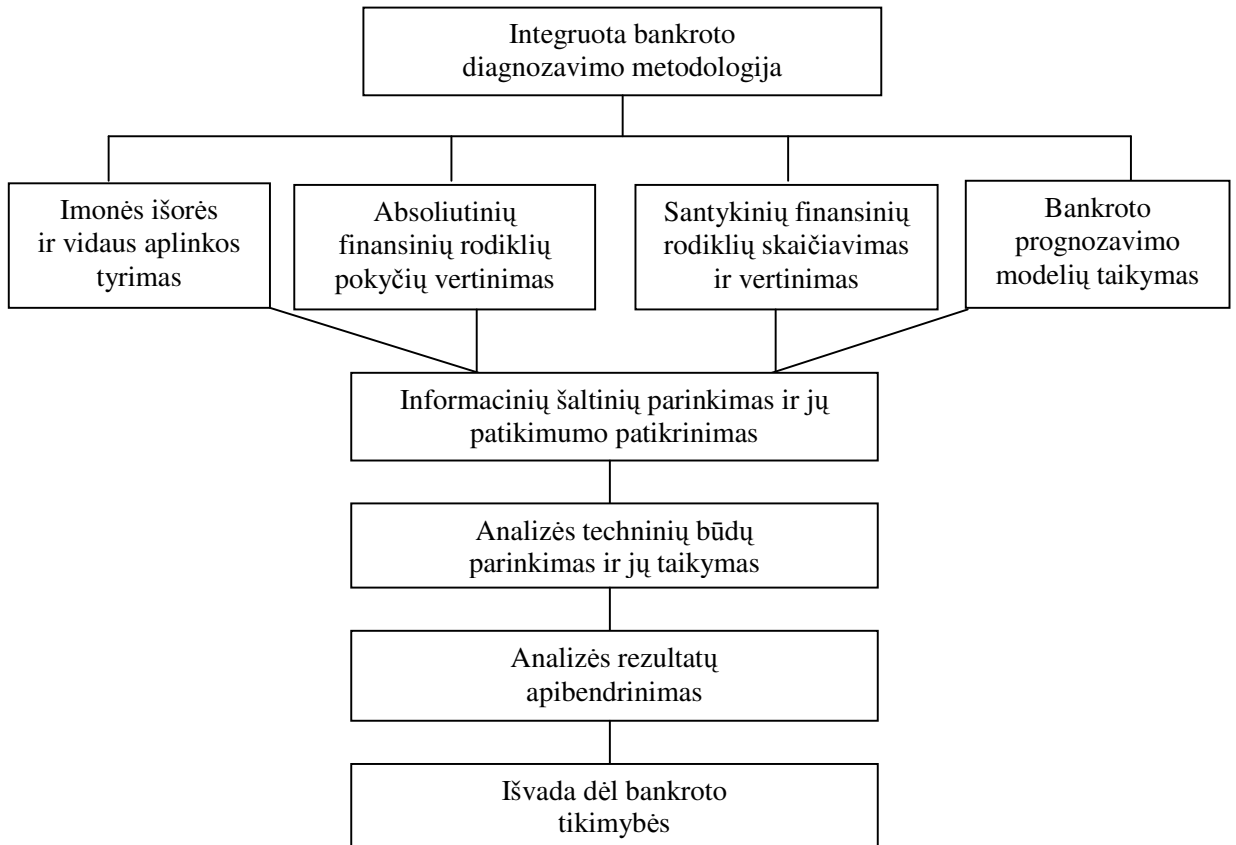 Integruota bankroto
diagnozavimo metodologija
Imonės išorės
ir vidaus aplinkos
tyrimas
Absoliutinių
finansinių rodiklių
pokyčių vertinimas
Santykinių finansinių
rodiklių skaičiavimas
ir vertinimas
Bankroto
prognozavimo
modelių taikymas
Informacinių šaltinių parinkimas ir jų
patikimumo patikrinimas
Analizės techninių būdų
parinkimas ir jų taikymas
Analizės rezultatų
apibendrinimas
Išvada dėl bankroto
tikimybės